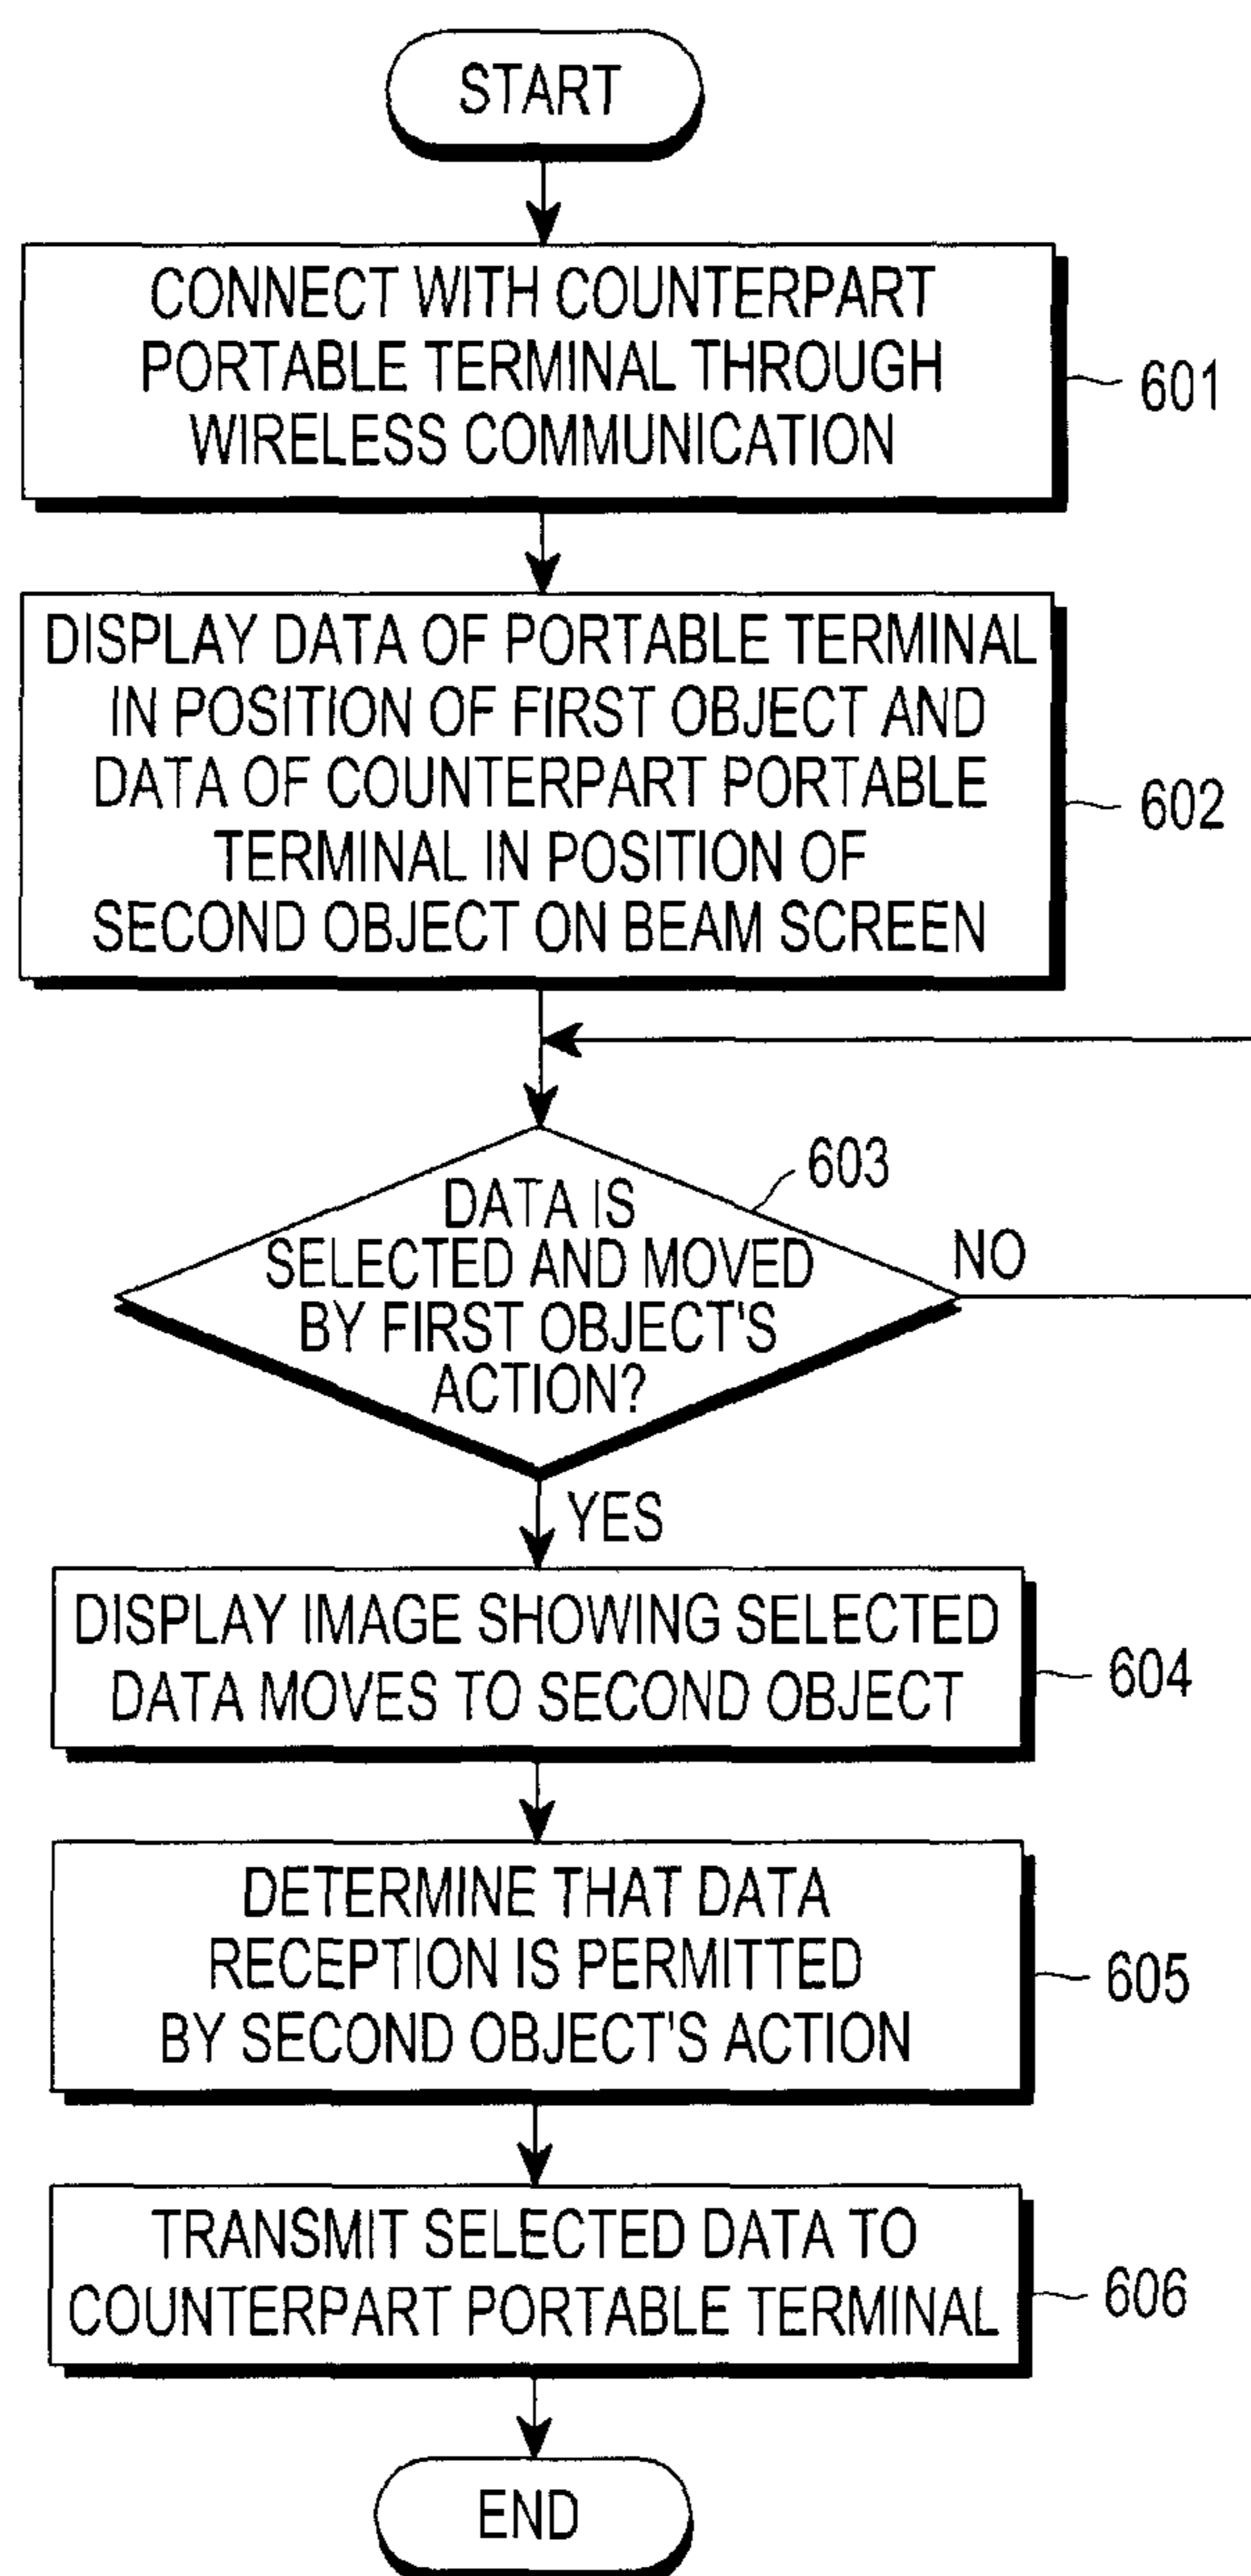 START
CONNECT WITH COUNTERPART
PORTABLE TERMINAL THROUGH
WIRELESS COMMUNICATION
601
DISPLAY DATA OF PORTABLE TERMINAL
IN POSITION OF FIRST OBJECT AND
DATA OF COUNTERPART PORTABLE
TERMINAL IN POSITION OF
SECOND OBJECT ON BEAM SCREEN
602
603
DATA IS
SELECTED AND MOVED
BY FIRST OBJECT'S
ACTION?
NO
YES
DISPLAY IMAGE SHOWING SELECTED
DATA MOVES TO SECOND OBJECT
604
DETERMINE THAT DATA
RECEPTION IS PERMITTED
BY SECOND OBJECT'S ACTION
605
TRANSMIT SELECTED DATA TO
COUNTERPART PORTABLE TERMINAL
606
END